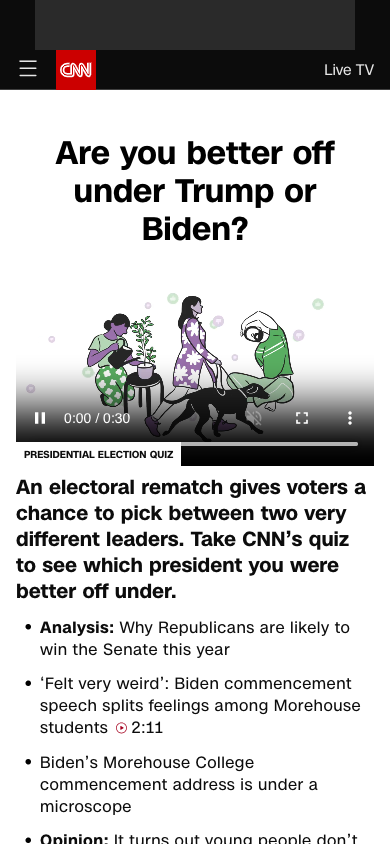 CNN
Live TV
Are you better off
under Trump or
Biden?
0:00 / 0:30
PRESIDENTIAL ELECTION QUIZ
An electoral rematch gives voters a
chance to pick between two very
different leaders. Take CNN’s quiz
to see which president you were
better off under.
• Analysis: Why Republicans are likely to
win the Senate this year
• ‘Felt very weird’: Biden commencement
speech splits feelings among Morehouse
students 2:11
• Biden’s Morehouse College
commencement address is under a
microscope
• Opinion: It turns out young people don’t